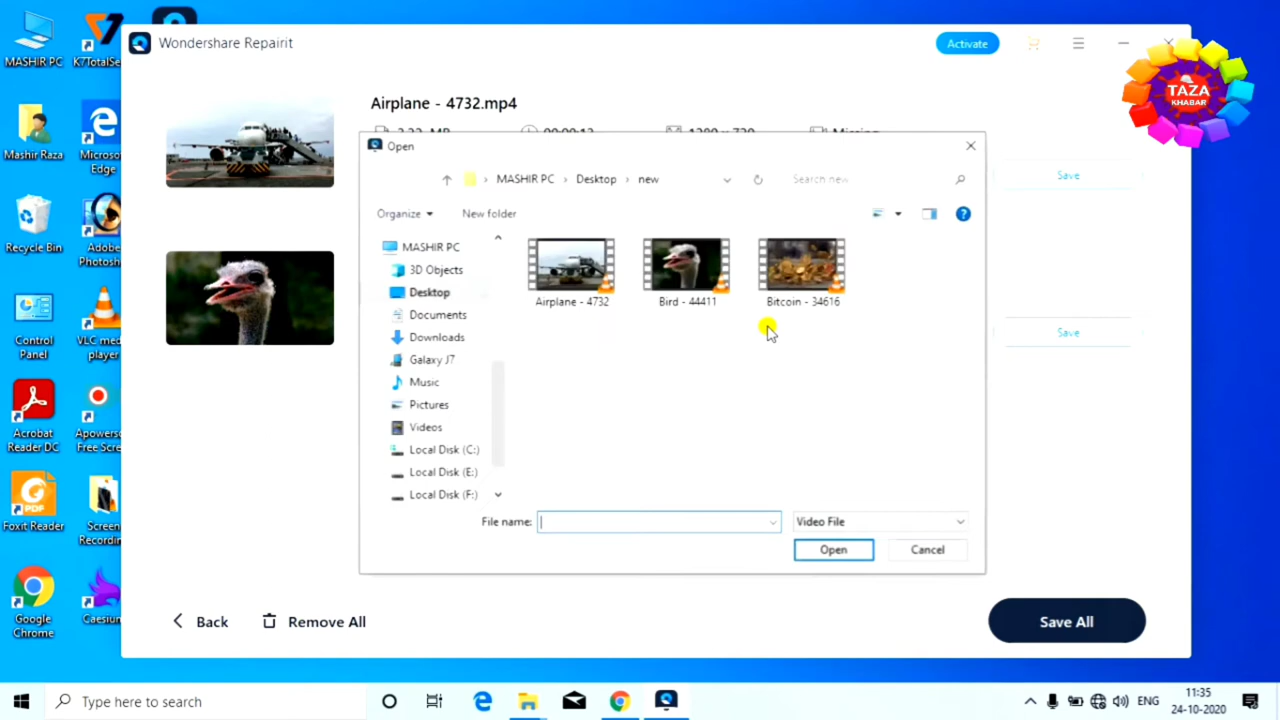 Wondershare Repairit
Activate
TAZA
KHABAR
Airplane - 4732.mp4
Save
Save
Open
MASHIR PC
Desktop
new
Search new
Organize
New folder
MASHIR PC
3D Objects
Desktop
Documents
Downloads
Galaxy J7
Music
Pictures
Videos
Local Disk (C:)
Local Disk (E:)
Local Disk (F:)
Airplane - 4732
Bird - 44411
Bitcoin - 34616
File name:
Video File
Open
Cancel
Back
Remove All
Save All
MASHIR PC
K7TotalSe
Mashir Raza
Microso
Edge
Recycle Bin
Adobe
Photosh
Control
Panel
VLC med
player
Acrobat
Reader DC
Apowers
Free Scre
Foxit Reader
Screen
Recordin
Google
Chrome
Caesium
Type here to search
ENG
11:35
24-10-2020